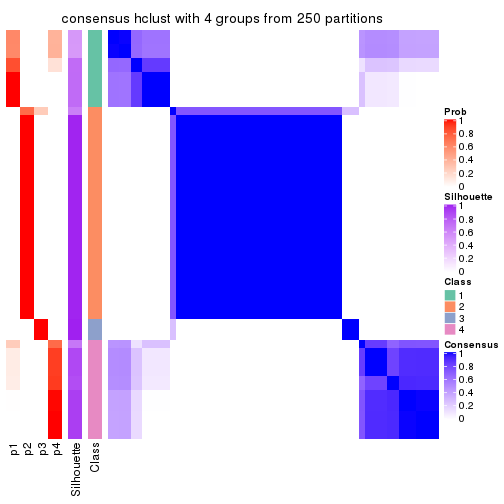 consensus hclust with 4 groups from 250 partitions
Prob
1
0.8
0.6
0.4
0.2
0
Silhouette
1
0.8
0.6
0.4
0.2
0
Class
1
2
3
4
Consensus
1
0.8
0.6
0.4
0.2
0
p1
p2
p3
p4
Silhouette
Class